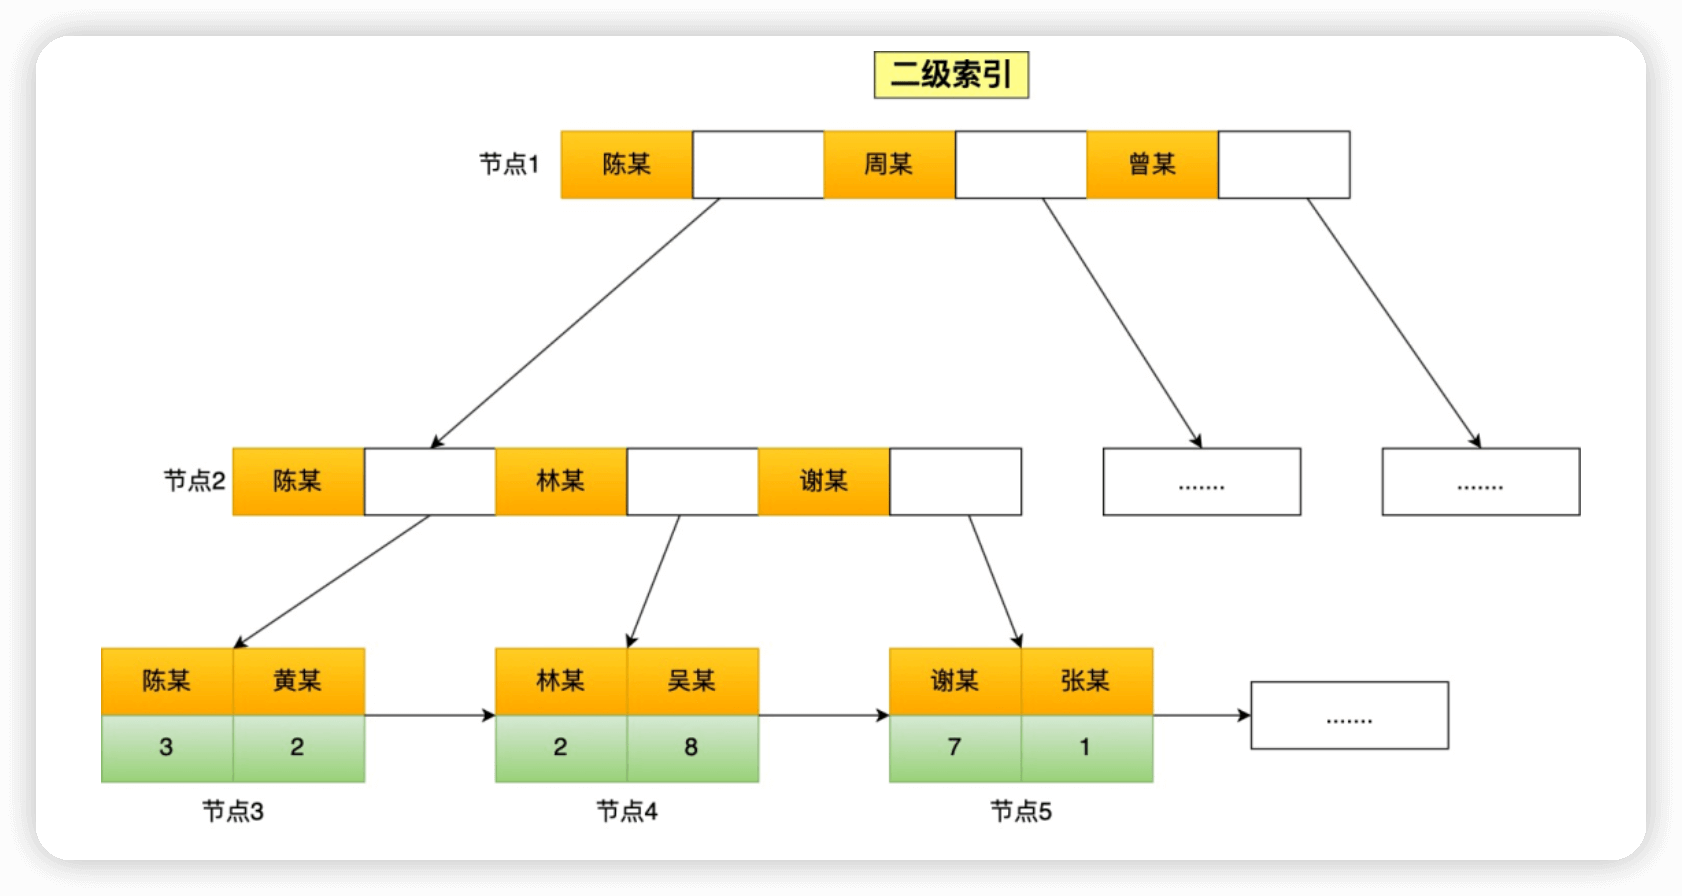 二级索引
节点1 陈某 周某 曾某
节点2 陈某 林某 谢某 ....... .......
陈某 黄某 林某 吴某 谢某 张某
.......
3 2 2 8 7 1
节点3 节点4 节点5